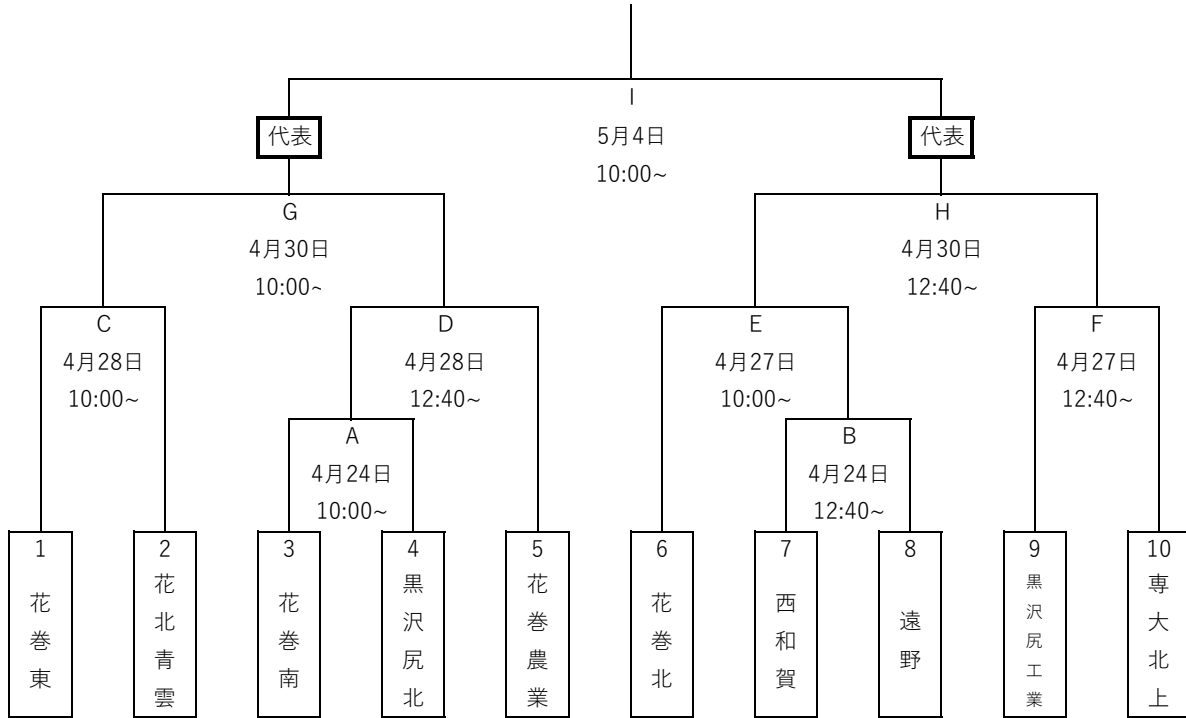 I
代表
5月4日
代表
10:00~
G
H
4月30日
4月30日
10:00~
12:40~
C
D
E
F
4月28日
4月28日
4月27日
4月27日
10:00~
12:40~
10:00~
12:40~
A
B
4月24日
4月24日
10:00~
12:40~
1
花巻東
2
花北青雲
3
花巻南
4
黒沢尻北
5
花巻農業
6
花巻北
7
西和賀
8
遠野
9
黒沢尻工業
10
専大北上